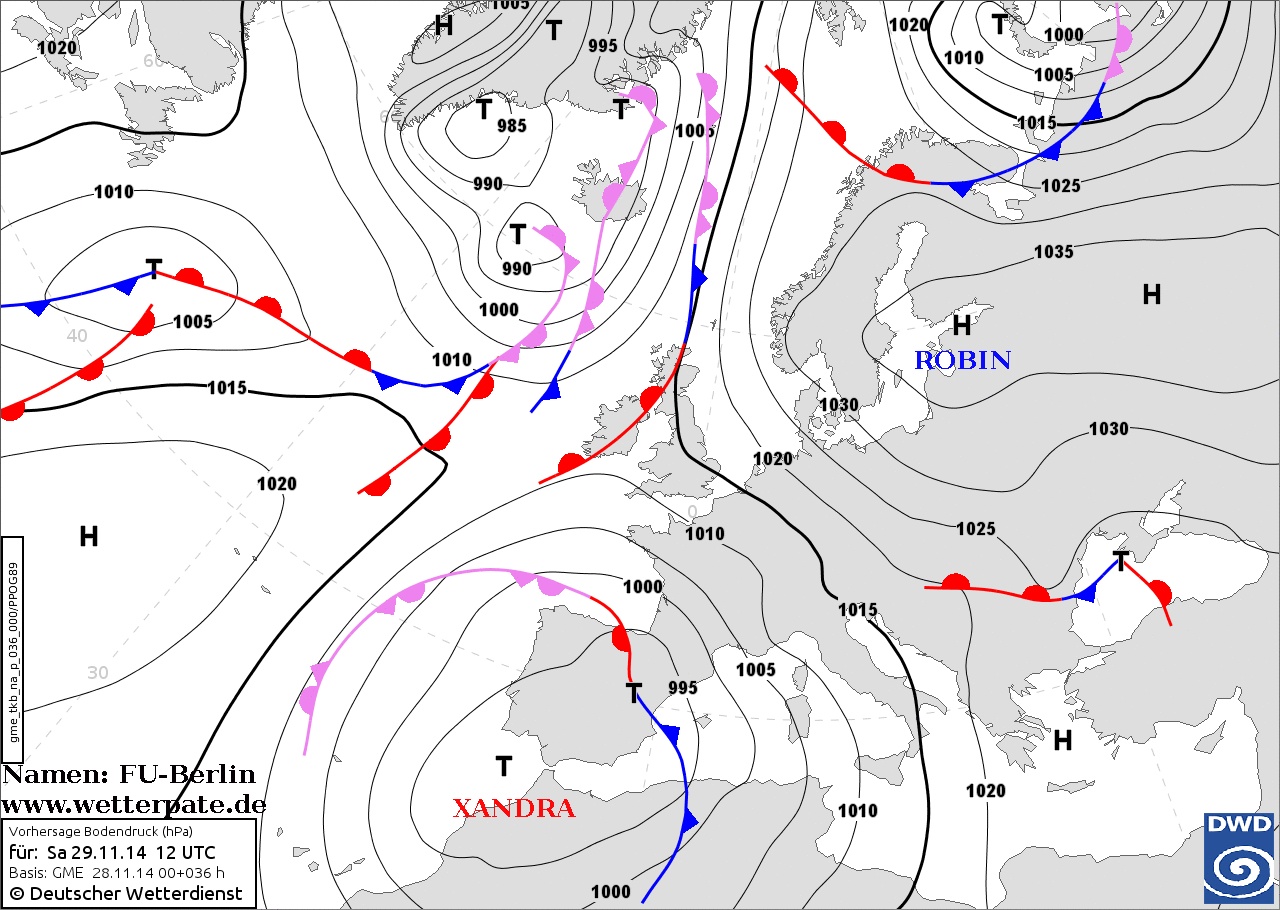 1005
H
T
995
1020
T
1000
1020
1010
1005
60
T
985
T
1005
1015
990
1025
1010
T
990
1035
H
T
1000
1005
H
ROBIN
40
1010
1015
1030
1030
1020
1020
H
0
1010
1025
T
1000
1015
30
1005
995
T
H
T
1020
XANDRA
1010
1000
gme_tkb_na_p_036_000/PPOG89
Namen: FU-Berlin
www.wetterpate.de
Vorhersage Bodendruck (hPa)
für: Sa 29.11.14 12 UTC
Basis: GME 28.11.14 00+036 h
© Deutscher Wetterdienst
DWD